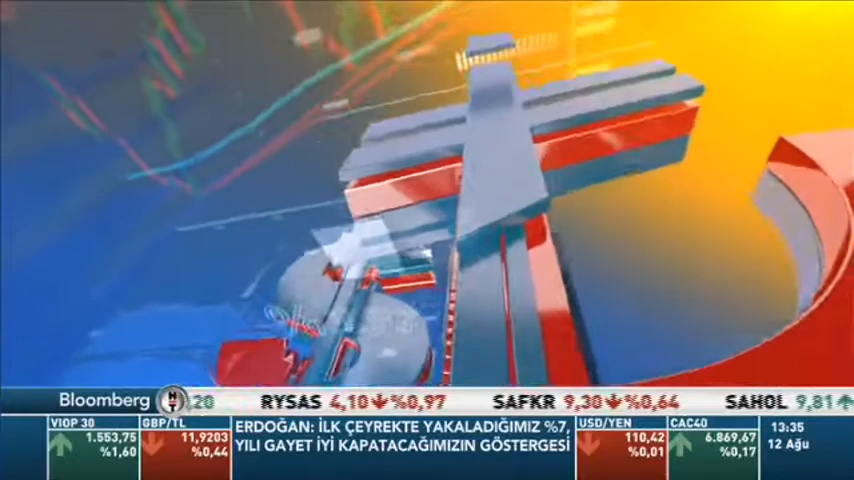 Bloomberg HT ,20 RYSAS 4,10 %0,97 SAFKR 9,30 %0,64 SAHOL 9,81
VIOP 30
1.553,75
%1,60
GBP/TL
11,9203
%0,44
ERDOĞAN: İLK ÇEYREKTE YAKALADIĞIMIZ %7,
YILI GAYET İYİ KAPATACAĞIMIZIN GÖSTERGESİ
USD/YEN
110,42
%0,01
CAC40
6.869,67
%0,17
13:35
12 Ağu